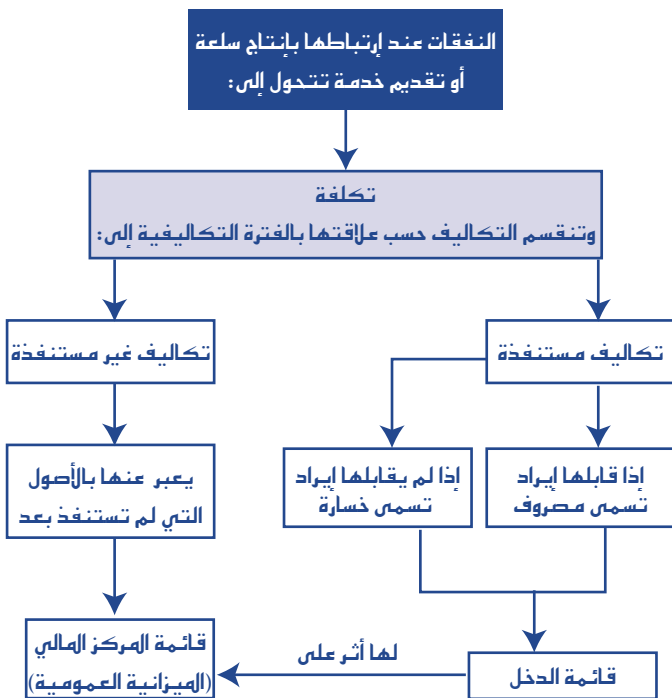 النفقات عند إرتباطها بإنتاج سلعة
أو تقديم خدمة تتحول إلى:
تكلفة
وتنقسم التكاليف حسب علاقتها بالفترة التكاليفية إلى:
تكاليف مستنفذة
تكاليف غير مستنفذة
إذا قابلها إيراد
تسمى مصروف
إذا لم يقابلها إيراد
تسمى خسارة
يعبر عنها بالأصول
التي لم تستنفذ بعد
قائمة الدخل
لها أثر على
قائمة المركز المالي
(الميزانية العمومية)